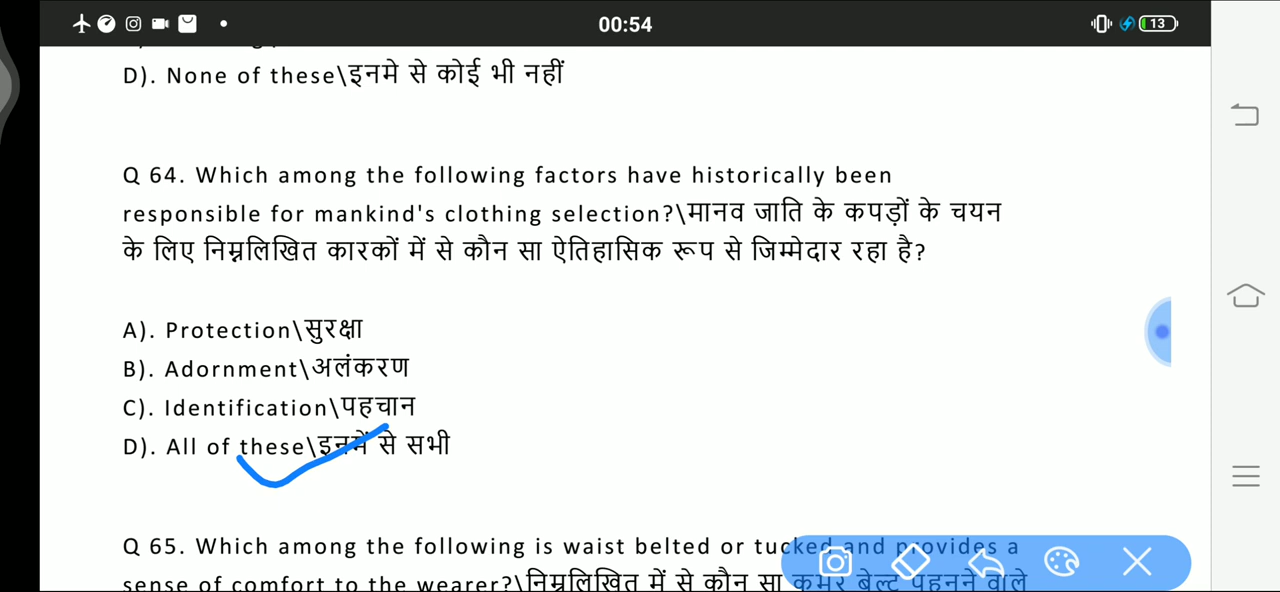 00:54
13
D). None of these\इनमे से कोई भी नहीं
Q 64. Which among the following factors have historically been
responsible for mankind's clothing selection?\मानव जाति के कपड़ों के चयन
के लिए निम्नलिखित कारकों में से कौन सा ऐतिहासिक रूप से जिम्मेदार रहा है?
A). Protection\सुरक्षा
B). Adornment\अलंकरण
C). Identification\पहचान
D). All of these\इनमें से सभी
Q 65. Which among the following is waist belted or tucked and provides a
sense of comfort to the wearer?\निम्नलिखित में से कौन सा कमर बेल्ट पहनने वाले